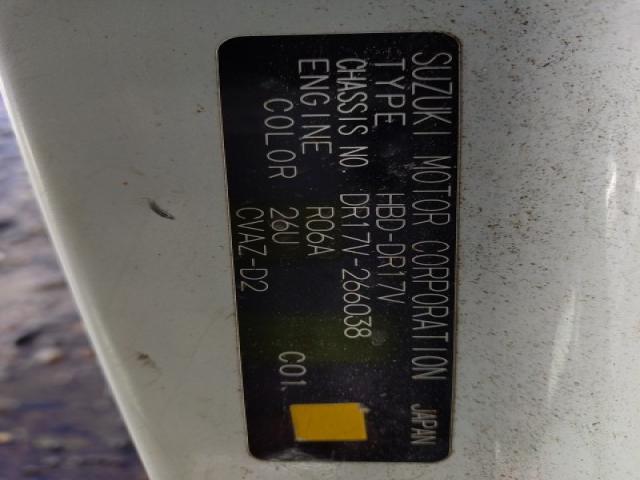 SUZUKI MOTOR CORPORATION JAPAN
TYPE HBD-DR17V
CHASSIS NO. DR17V-266038
ENGINE R06A
COLOR 26U C01
CVAZ-D2